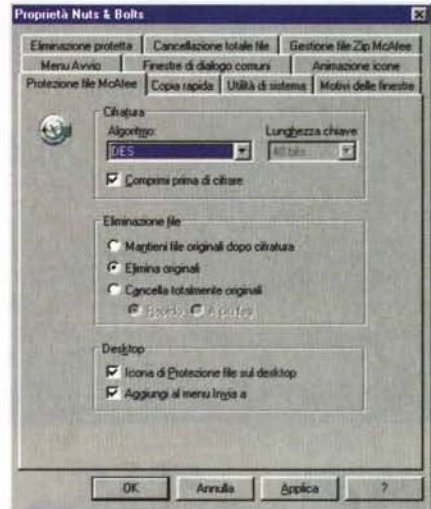 Proprietà Nuts & Bolts
Eliminazione protetta Cancellazione totale file Gestione file Zip McAfee
Menu Avvio Finestre di dialogo comuni Animazione icone
Protezione file McAfee Copia rapida Utilità di sistema Motivi delle finestre
Cifratura
Algoritmo: Lunghezza chiave
DES 40 bits
Comprimi prima di cifrare
Eliminazione file
Mantieni file originali dopo cifratura
Elimina originali
Cancella totalmente originali
Rapido
Desktop
Icona di Protezione file sul desktop
Aggiungi al menu Invia a
OK Annulla Applica ?